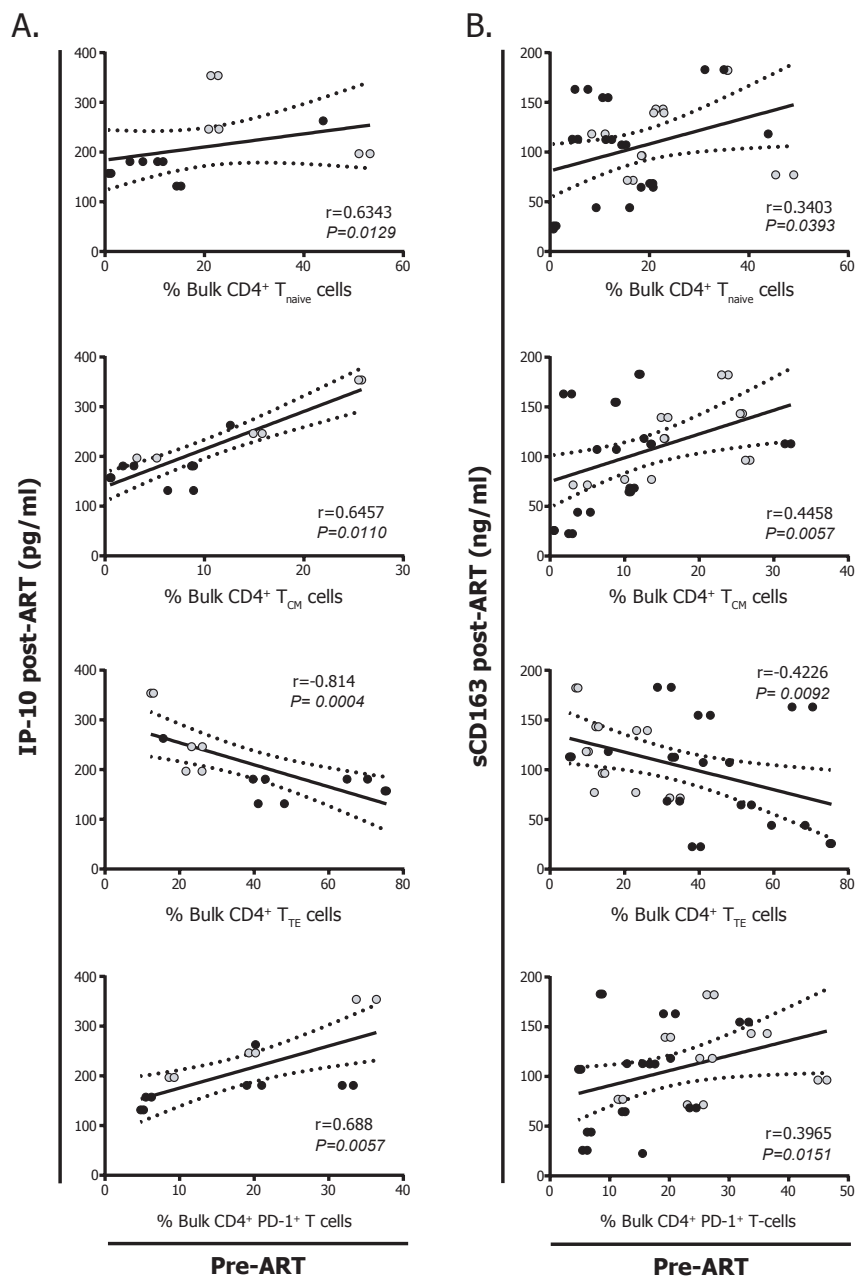 A.
B.
IP-10 post-ART (pg/ml)
400
300
200
100
0
0
20
40
60
r=0.6343
P=0.0129
% Bulk CD4⁺ Tnaive cells
400
300
200
100
0
0
10
20
30
r=0.6457
P=0.0110
% Bulk CD4⁺ TCM cells
400
300
200
100
0
0
20
40
60
80
r=-0.814
P= 0.0004
% Bulk CD4⁺ TTE cells
400
300
200
100
0
0
10
20
30
40
r=0.688
P=0.0057
% Bulk CD4⁺ PD-1⁺ T cells
Pre-ART
sCD163 post-ART (ng/ml)
200
150
100
50
0
0
20
40
60
r=0.3403
P=0.0393
% Bulk CD4⁺ Tnaive cells
200
150
100
50
0
0
10
20
30
40
r=0.4458
P=0.0057
% Bulk CD4⁺ TCM cells
200
150
100
50
0
0
20
40
60
80
r=-0.4226
P= 0.0092
% Bulk CD4⁺ TTE cells
200
150
100
50
0
0
10
20
30
40
50
r=0.3965
P=0.0151
% Bulk CD4⁺ PD-1⁺ T-cells
Pre-ART